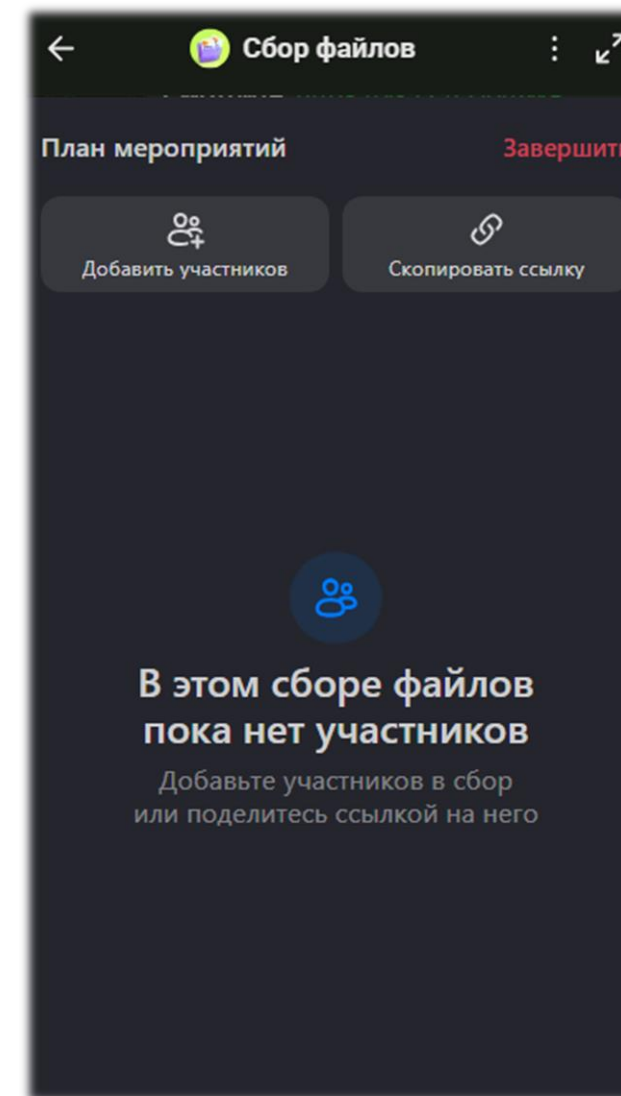 Сбор файлов
План мероприятий
Завершить
Добавить участников
Скопировать ссылку
В этом сборе файлов
пока нет участников
Добавьте участников в сбор
или поделитесь ссылкой на него